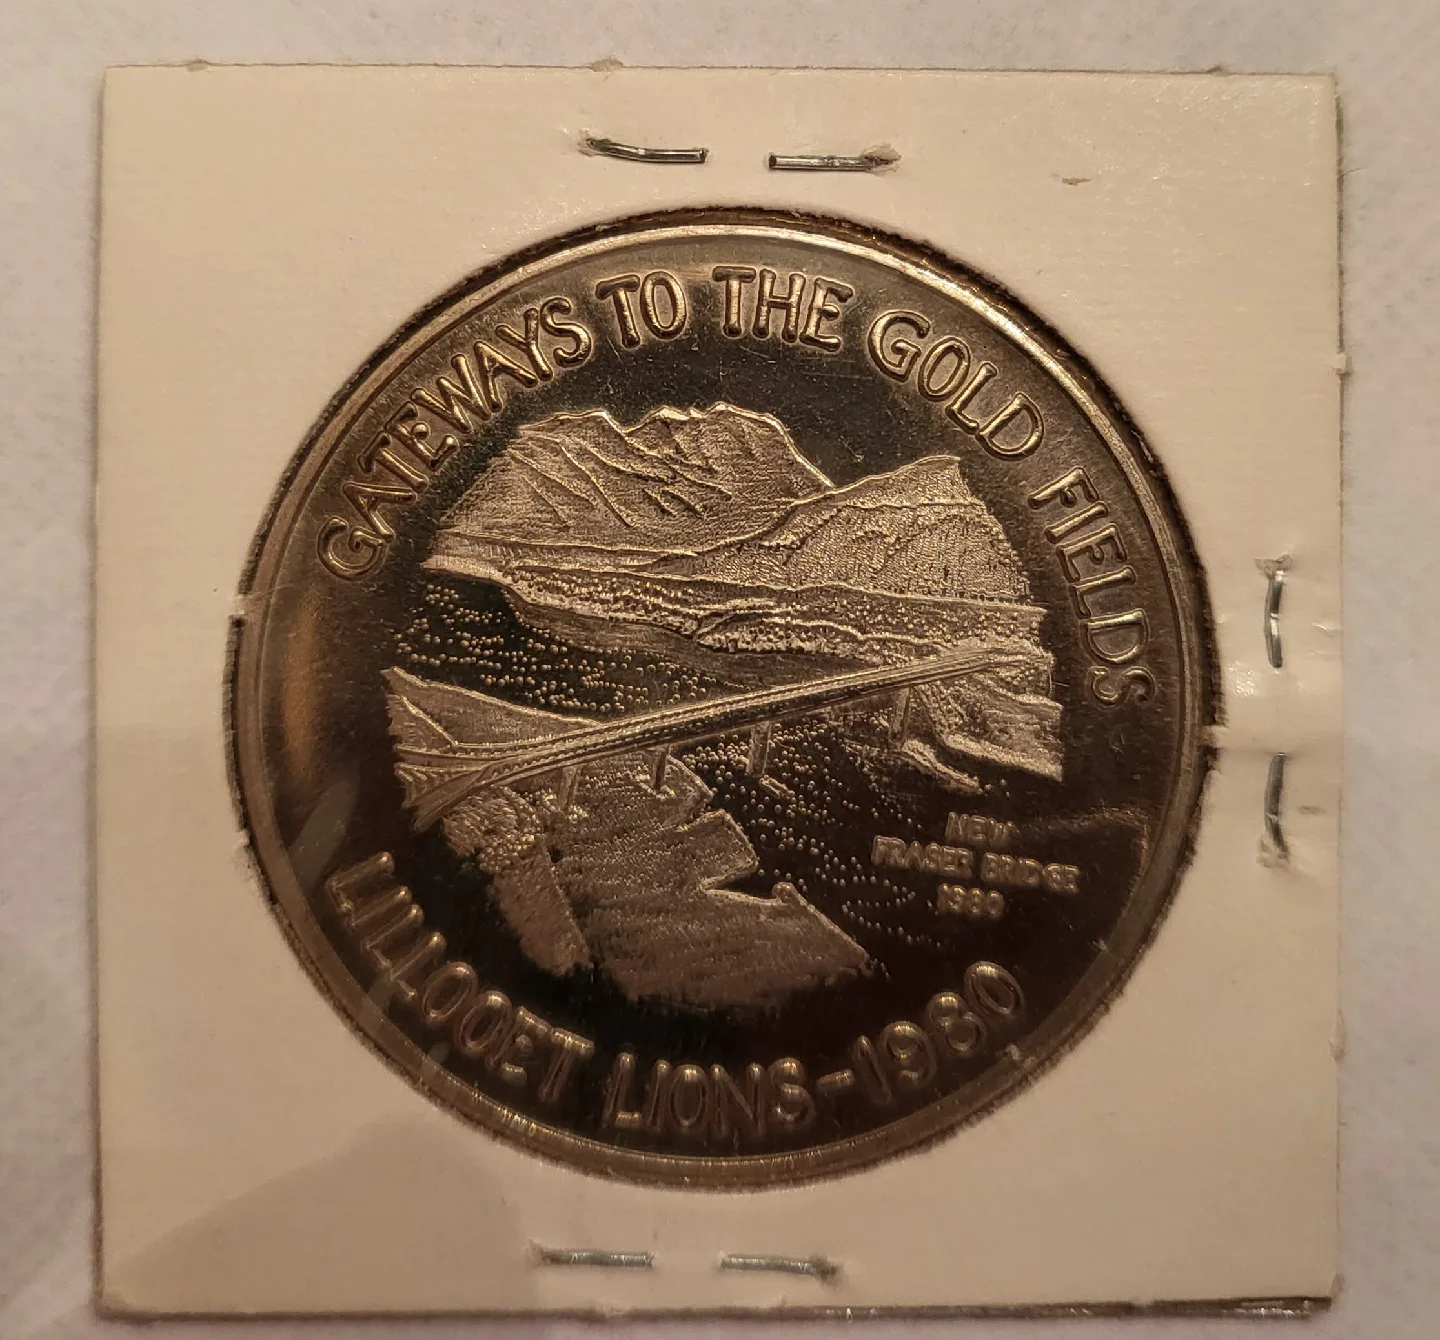 GATEWAYS TO THE GOLD FIELDS
NEW
FRASER BRIDGE
1980
LILLOOET LIONS-1980